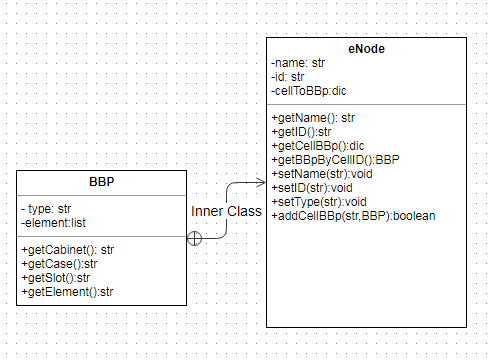 eNode
-name: str
-id: str
-cellToBBp:dic
+getName(): str
+getID():str
+getCellBBp():dic
+getBBpByCellID():BBP
+setName(str):void
+setID(str):void
+setType(str):void
+addCellBBp(str,BBP):boolean
BBP
- type: str
-element:list
+getCabinet(): str
+getCase():str
+getSlot():str
+getElement():str
Inner Class